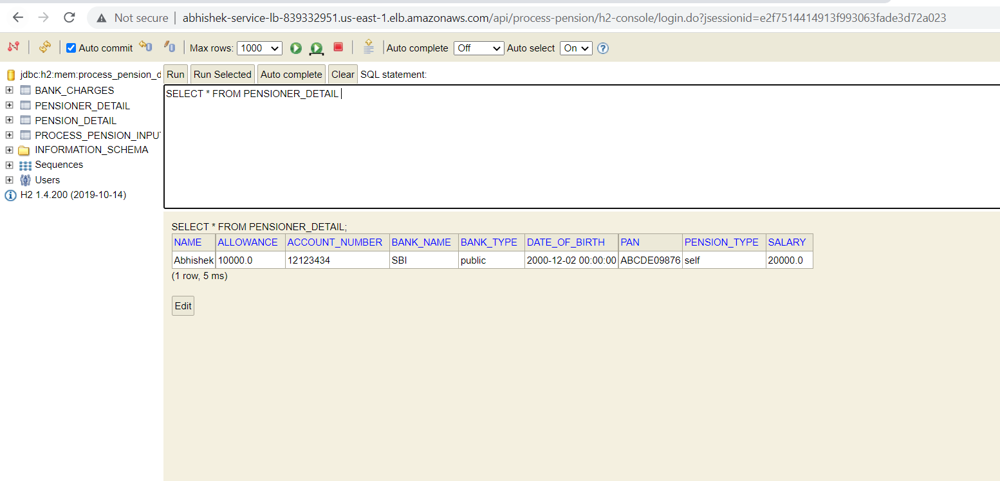 Not secure | abhishek-service-lb-839332951.us-east-1.elb.amazonaws.com/api/process-pension/h2-console/login.do?jsessionid=e2f7514414913f993063fade3d72a023
Auto commit Max rows: 1000 Auto complete Off Auto select On ?
jdbc:h2:mem:process_pension_d
BANK_CHARGES
PENSIONER_DETAIL
PENSION_DETAIL
PROCESS_PENSION_INPUT
INFORMATION_SCHEMA
Sequences
Users
H2 1.4.200 (2019-10-14)
Run Run Selected Auto complete Clear SQL statement:
SELECT * FROM PENSIONER_DETAIL
SELECT * FROM PENSIONER_DETAIL;
NAME ALLOWANCE ACCOUNT_NUMBER BANK_NAME BANK_TYPE DATE_OF_BIRTH PAN PENSION_TYPE SALARY
Abhishek 10000.0 12123434 SBI public 2000-12-02 00:00:00 ABCDE09876 self 20000.0
(1 row, 5 ms)
Edit